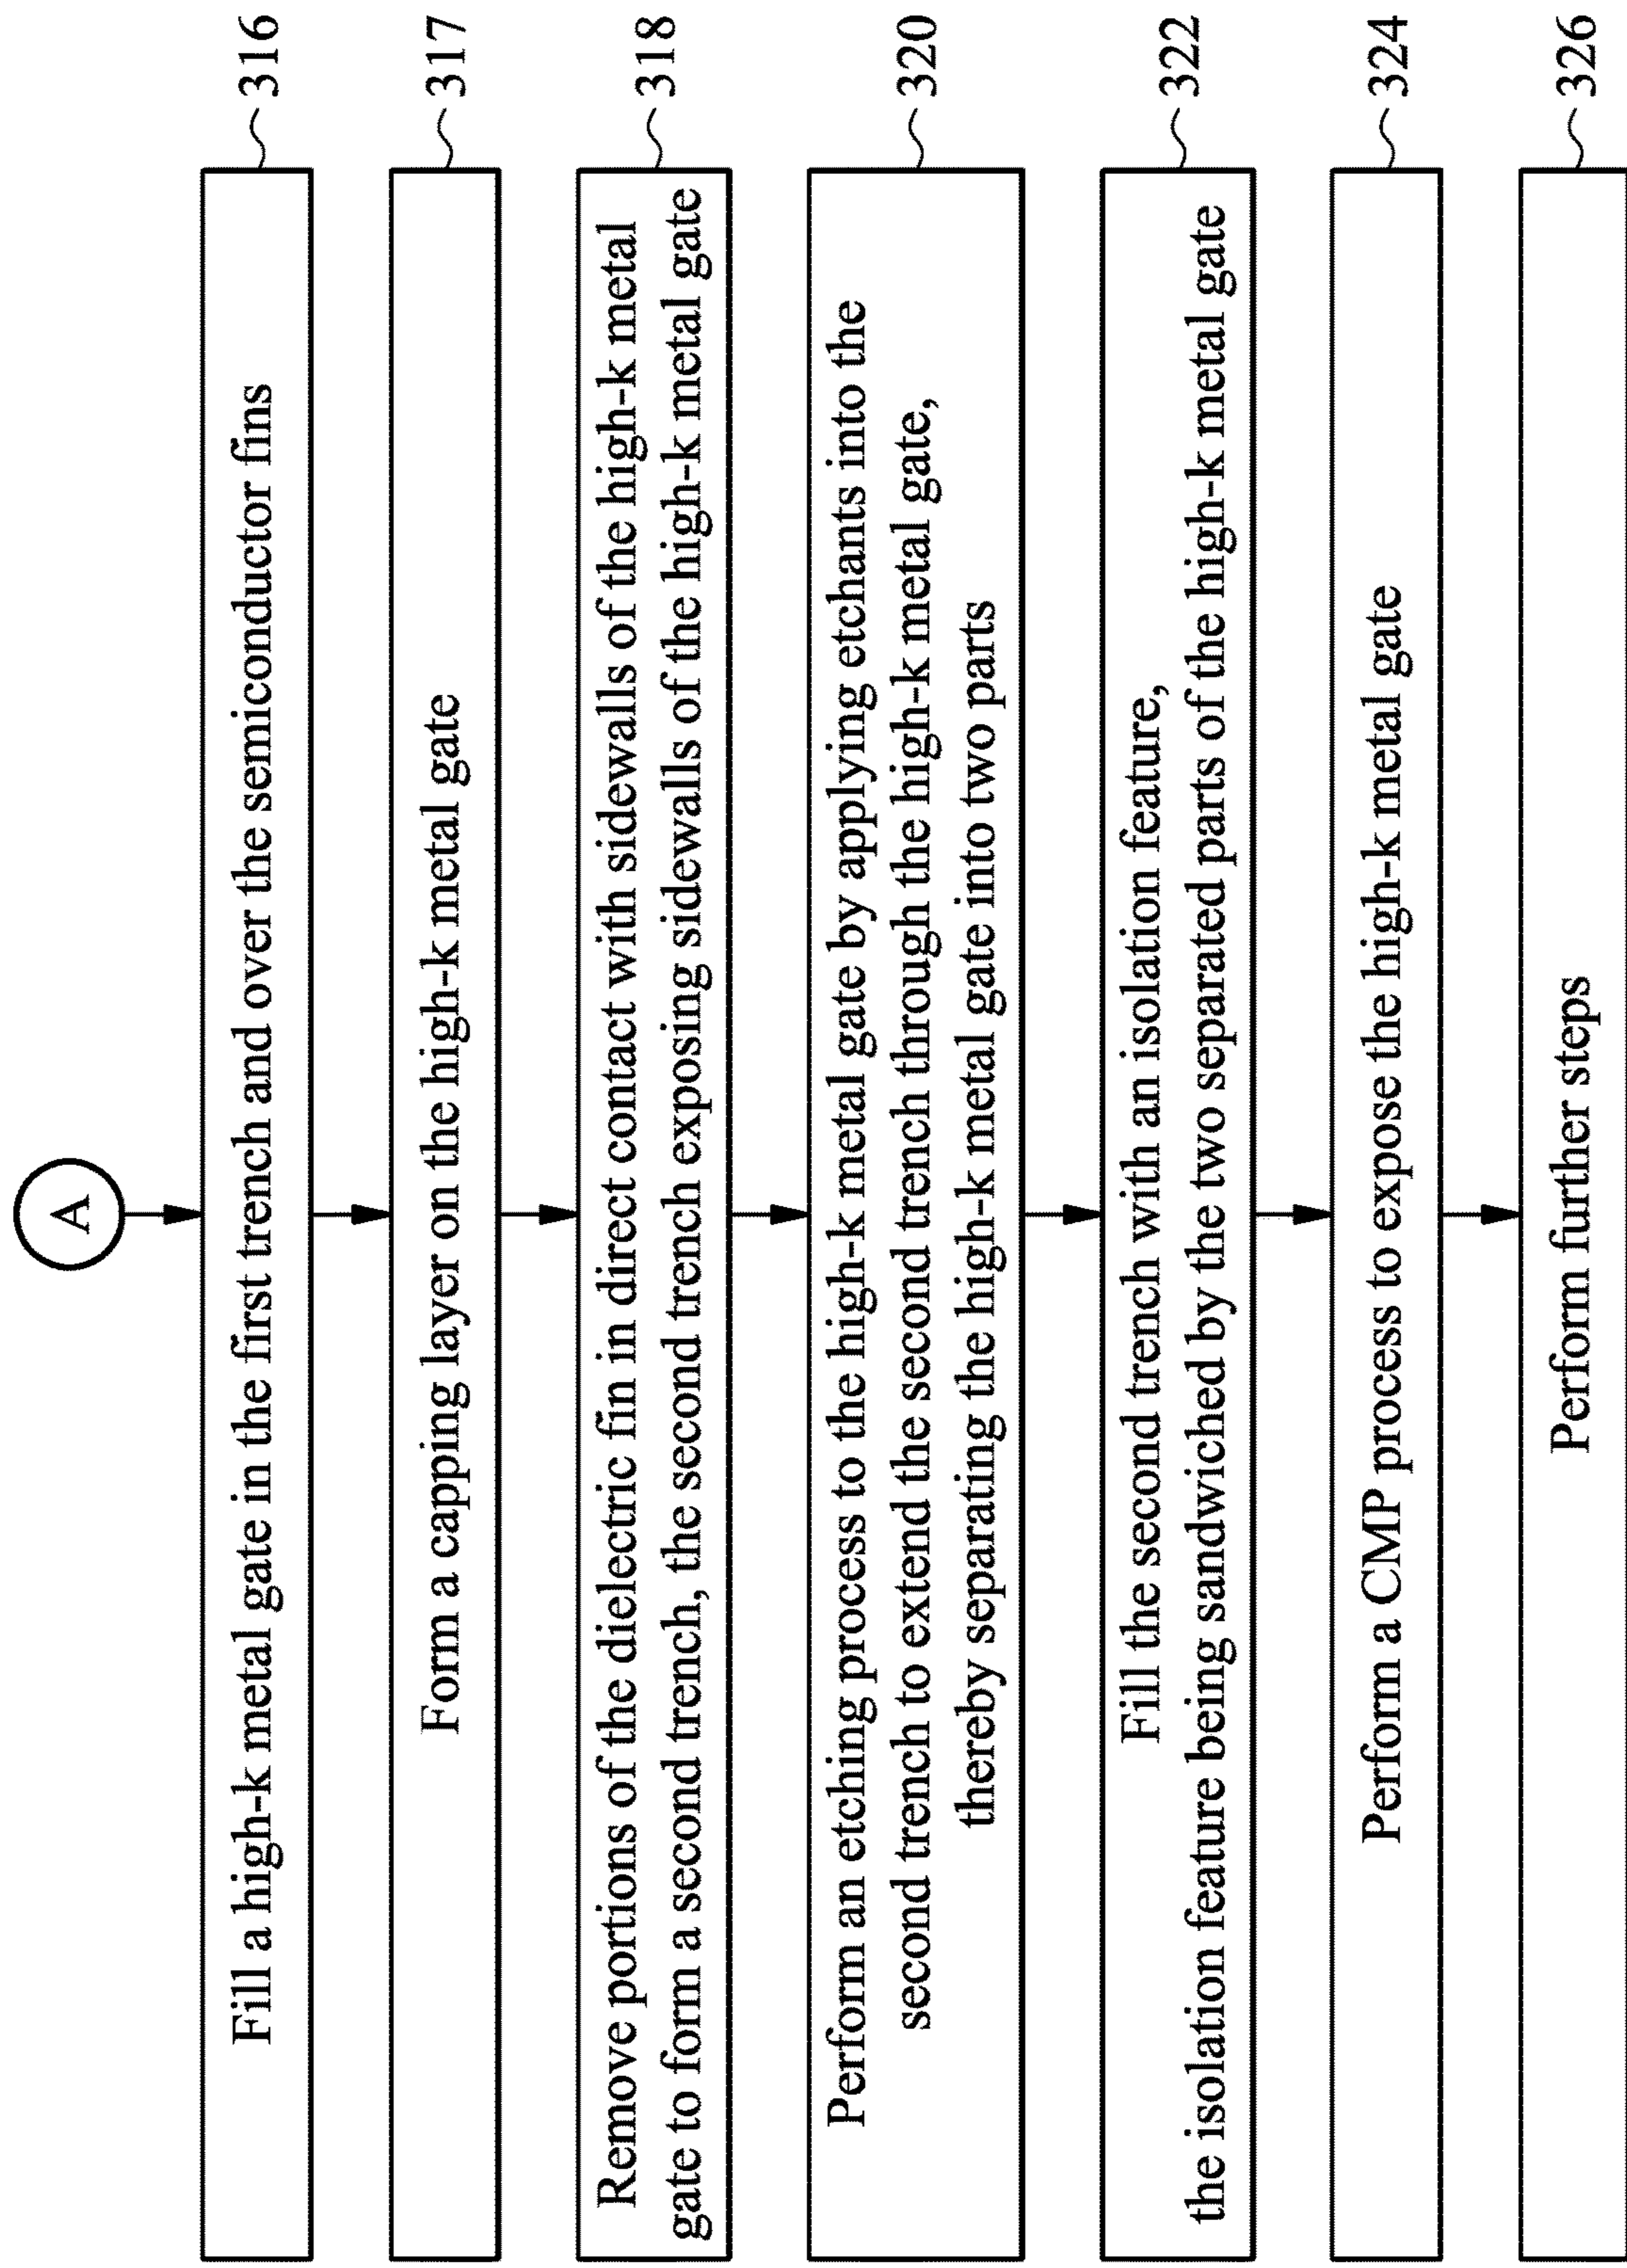 A
Fill a high-k metal gate in the first trench and over the semiconductor fins
316
Form a capping layer on the high-k metal gate
317
Remove portions of the dielectric fin in direct contact with sidewalls of the high-k metal
gate to form a second trench, the second trench exposing sidewalls of the high-k metal gate
318
Perform an etching process to the high-k metal gate by applying etchants into the
second trench to extend the second trench through the high-k metal gate,
thereby separating the high-k metal gate into two parts
320
Fill the second trench with an isolation feature,
the isolation feature being sandwiched by the two separated parts of the high-k metal gate
322
Perform a CMP process to expose the high-k metal gate
324
Perform further steps
326